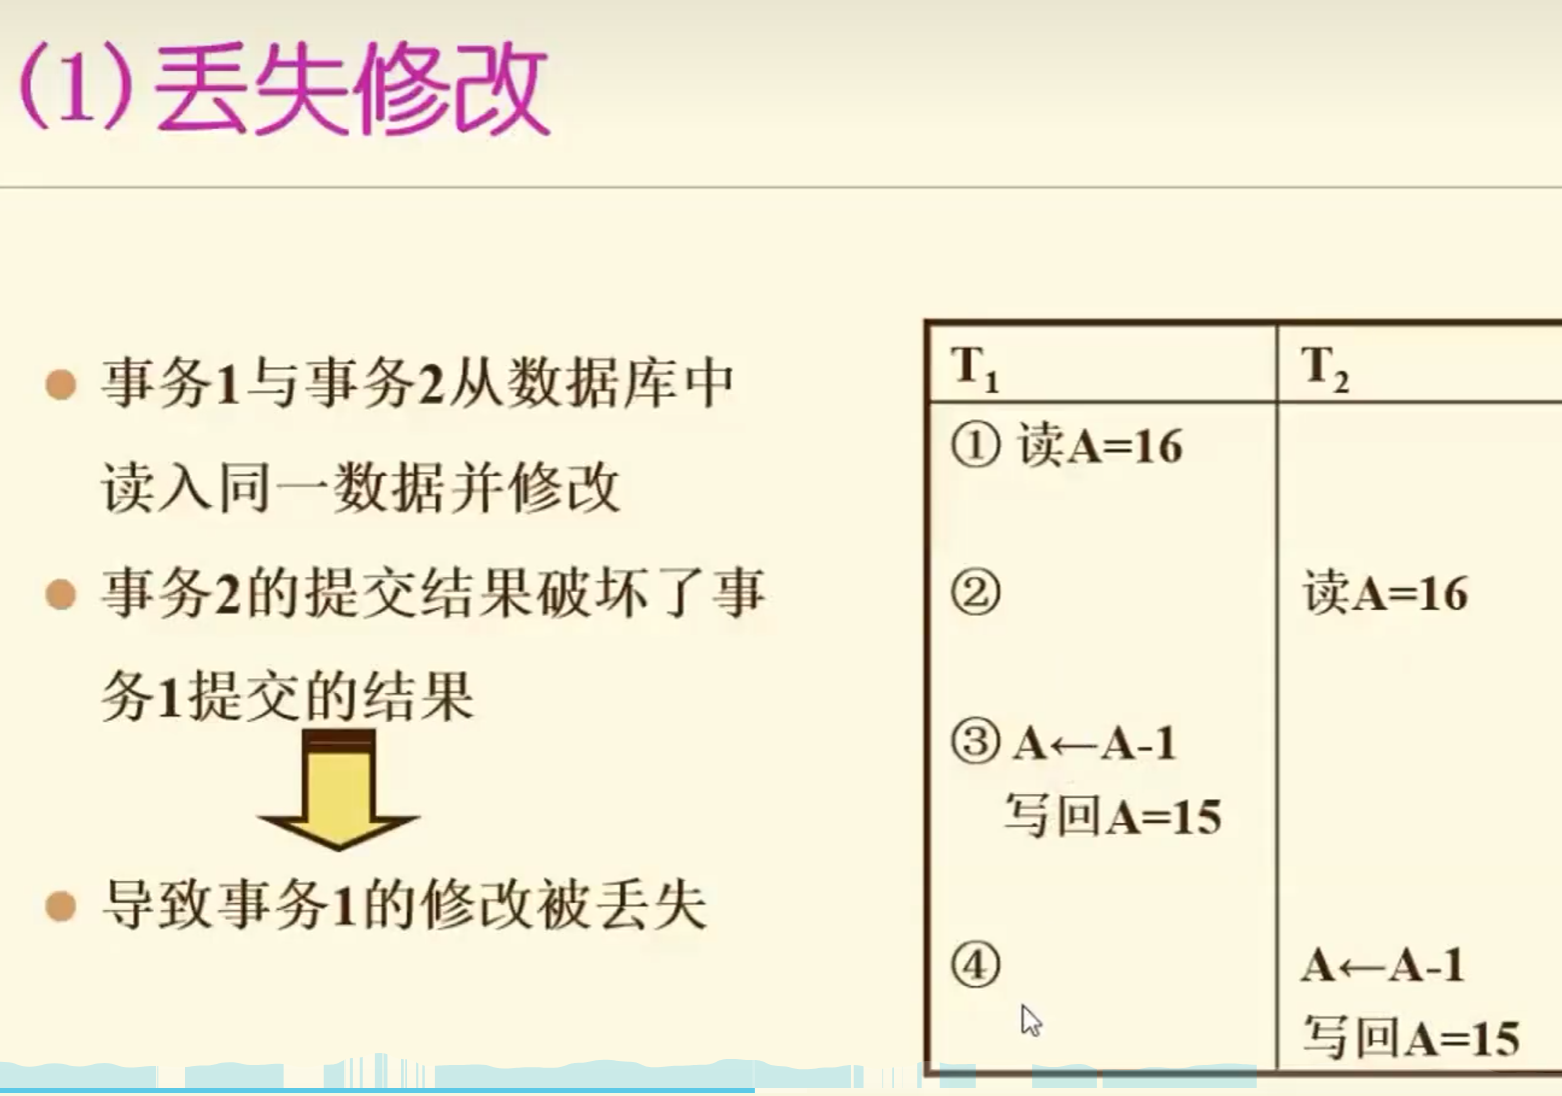 (1)丢失修改
事务1与事务2从数据库中
读入同一数据并修改
事务2的提交结果破坏了事
务1提交的结果
导致事务1的修改被丢失
T₁ T₂
① 读A=16
② 读A=16
③ A←A-1
写回A=15
④ A←A-1
写回A=15